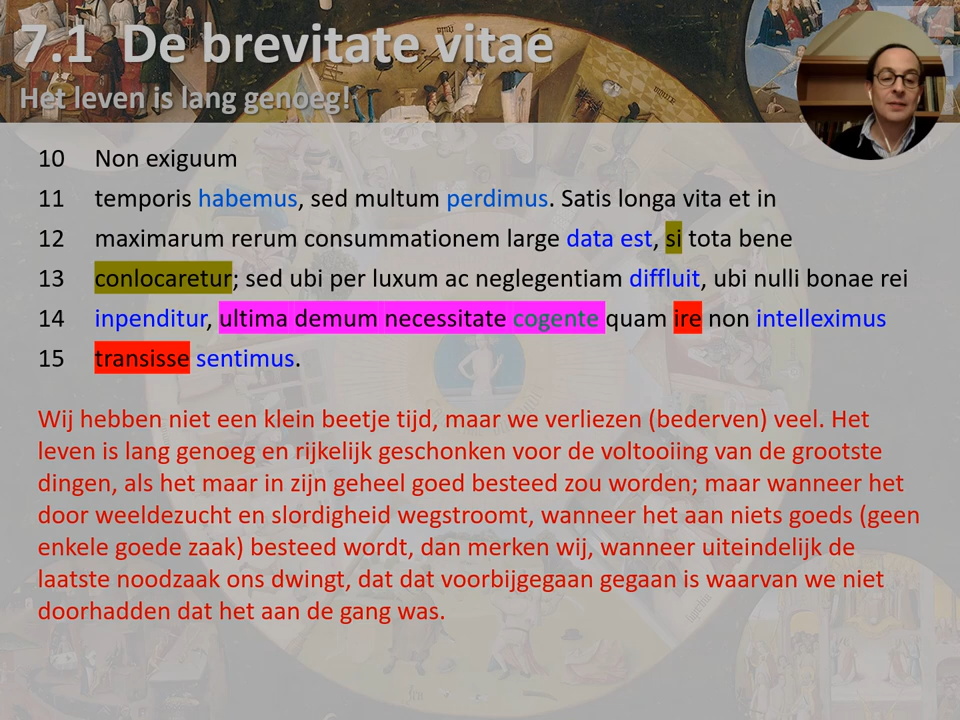 7.1 De brevitate vitae
Het leven is lang genoeg!
10 Non exiguum
11 temporis habemus, sed multum perdimus. Satis longa vita et in
12 maximarum rerum consummationem large data est, si tota bene
13 conlocaretur; sed ubi per luxum ac neglegentiam diffluit, ubi nulli bonae rei
14 inpenditur, ultima demum necessitate cogente quam ire non intelleximus
15 transisse sentimus.
Wij hebben niet een klein beetje tijd, maar we verliezen (bederven) veel. Het
leven is lang genoeg en rijkelijk geschonken voor de voltooiing van de grootste
dingen, als het maar in zijn geheel goed besteed zou worden; maar wanneer het
door weeldezucht en slordigheid wegstroomt, wanneer het aan niets goeds (geen
enkele goede zaak) besteed wordt, dan merken wij, wanneer uiteindelijk de
laatste noodzaak ons dwingt, dat dat voorbijgegaan gegaan is waarvan we niet
doorhadden dat het aan de gang was.